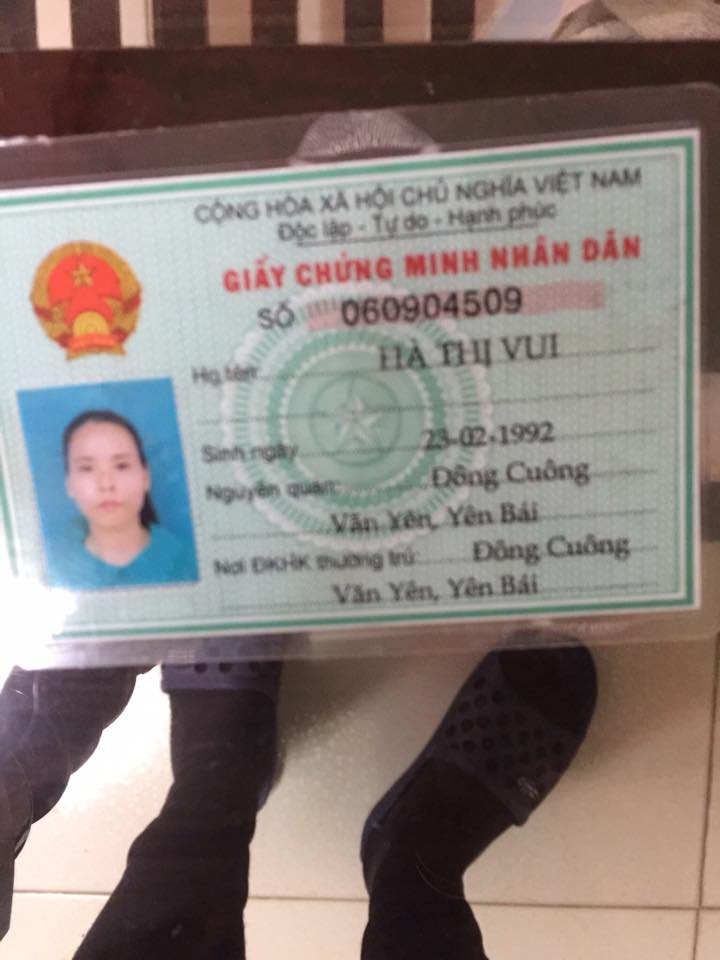 CỘNG HÒA XÃ HỘI CHỦ NGHĨA VIỆT NAM
Độc lập - Tự do - Hạnh phúc
GIẤY CHỨNG MINH NHÂN DÂN
SỐ 060904509
Họ tên: HÀ THỊ VUI
Sinh ngày 23-02-1992
Nguyên quán: Đông Cuông
Văn Yên, Yên Bái
Nơi ĐKHK thường trú: Đông Cuông
Văn Yên, Yên Bái